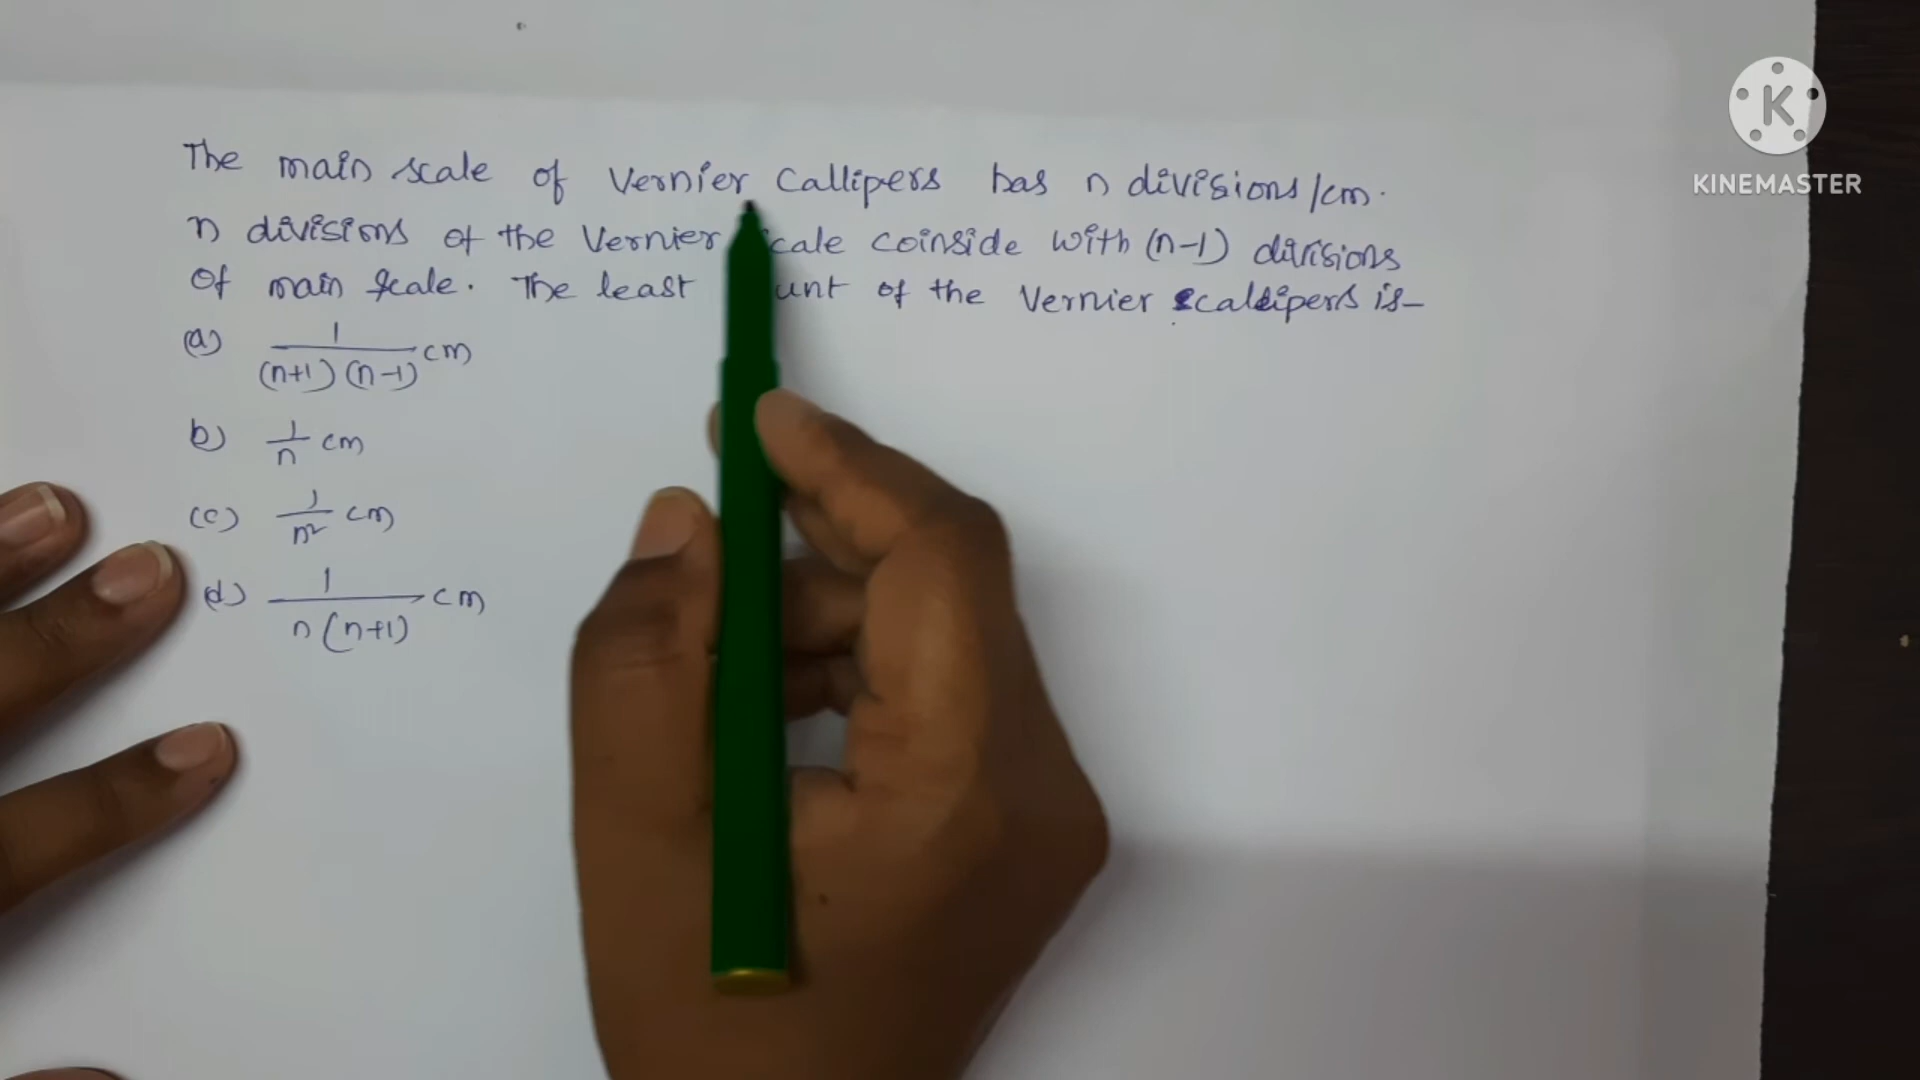 The main scale of Vernier Callipers has n divisions/cm.
n divisions of the Vernier cale coinside with (n-1) divisions
of main scale. The least unt of the Vernier scalipers is-
(a) 1/(n+1)(n-1) cm
b) 1/n cm
(c) 1/n² cm
(d) 1/n(n+1) cm
K
KINEMASTER